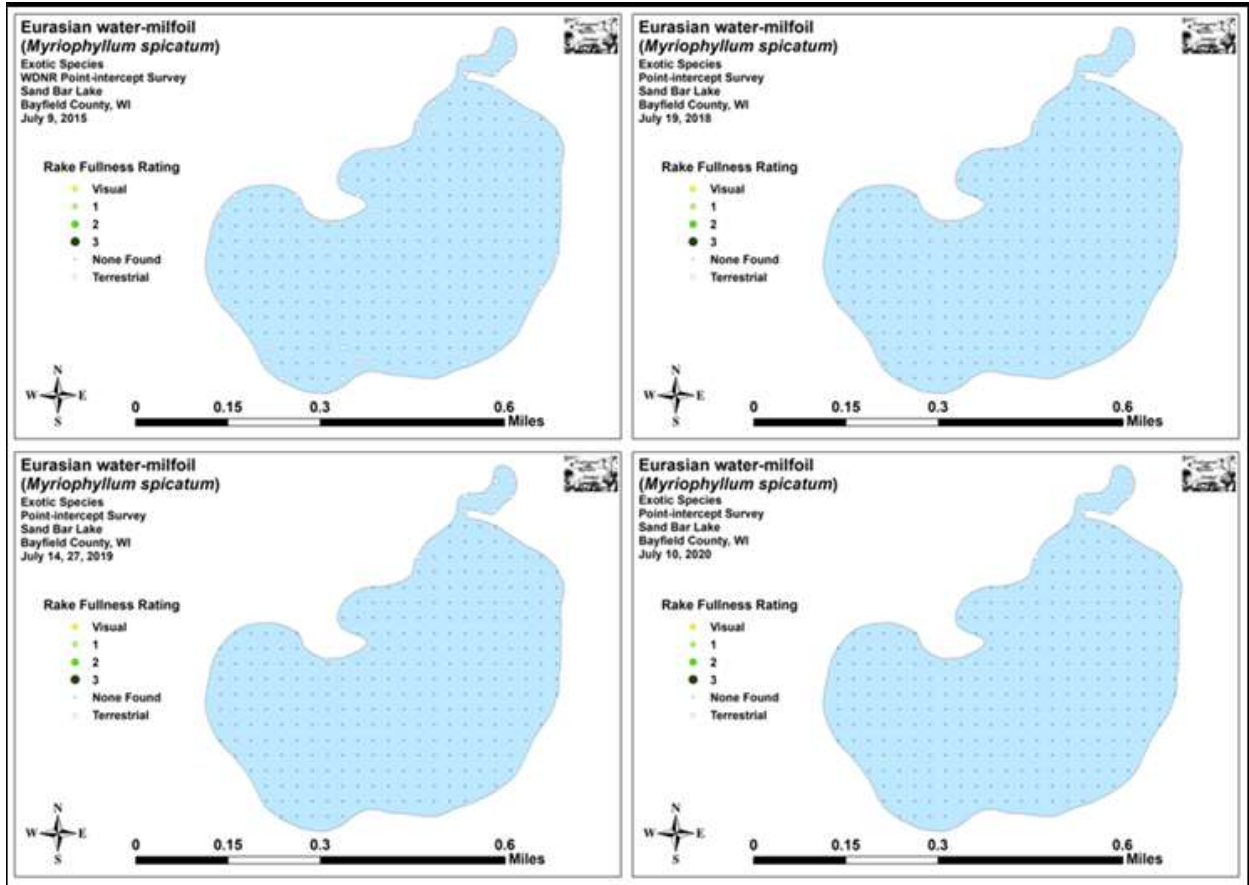 Eurasian water-milfoil
(Myriophyllum spicatum)
Exotic Species
WDNR Point-intercept Survey
Sand Bar Lake
Bayfield County, WI
July 9, 2015
Rake Fullness Rating
Visual
1
2
3
None Found
Terrestrial
N
W E
S
0 0.15 0.3 0.6
Miles
Eurasian water-milfoil
(Myriophyllum spicatum)
Exotic Species
Point-intercept Survey
Sand Bar Lake
Bayfield County, WI
July 19, 2018
Rake Fullness Rating
Visual
1
2
3
None Found
Terrestrial
N
W E
S
0 0.15 0.3 0.6
Miles
Eurasian water-milfoil
(Myriophyllum spicatum)
Exotic Species
Point-intercept Survey
Sand Bar Lake
Bayfield County, WI
July 14, 27, 2019
Rake Fullness Rating
Visual
1
2
3
None Found
Terrestrial
N
W E
S
0 0.15 0.3 0.6
Miles
Eurasian water-milfoil
(Myriophyllum spicatum)
Exotic Species
Point-intercept Survey
Sand Bar Lake
Bayfield County, WI
July 10, 2020
Rake Fullness Rating
Visual
1
2
3
None Found
Terrestrial
N
W E
S
0 0.15 0.3 0.6
Miles